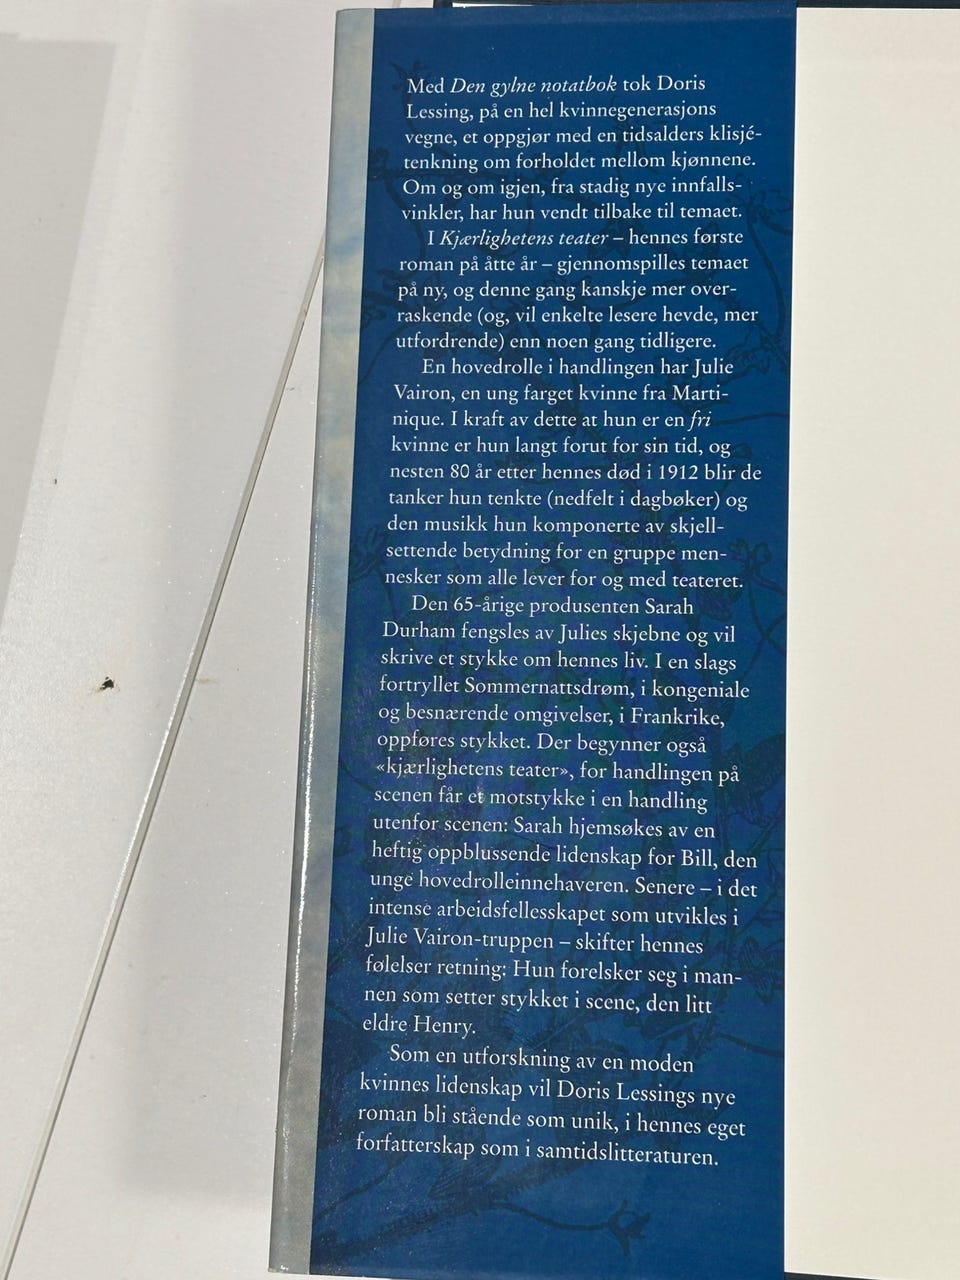 Med Den gylne notatbok tok Doris
Lessing, på en hel kvinnegenerasjons
vegne, et oppgjør med en tidsalders klisjé-
tenkning om forholdet mellom kjønnene.
Om og om igjen, fra stadig nye innfalls-
vinkler, har hun vendt tilbake til temaet.
I Kjærlighetens teater – hennes første
roman på åtte år – gjennomspilles temaet
på ny, og denne gang kanskje mer over-
raskende (og, vil enkelte lesere hevde, mer
utfordrende) enn noen gang tidligere.
En hovedrolle i handlingen har Julie
Vairon, en ung farget kvinne fra Marti-
nique. I kraft av dette at hun er en fri
kvinne er hun langt forut for sin tid, og
nesten 80 år etter hennes død i 1912 blir de
tanker hun tenkte (nedfelt i dagbøker) og
den musikk hun komponerte av skjell-
settende betydning for en gruppe men-
nesker som alle lever for og med teateret.
Den 65-årige produsenten Sarah
Durham fengsles av Julies skjebne og vil
skrive et stykke om hennes liv. I en slags
fortryllet Sommernattsdrøm, i kongeniale
og besnærende omgivelser, i Frankrike,
oppføres stykket. Der begynner også
«kjærlighetens teater», for handlingen på
scenen får et motstykke i en handling
utenfor scenen: Sarah hjemsøkes av en
heftig oppblussende lidenskap for Bill, den
unge hovedrolleinnehaveren. Senere – i det
intense arbeidsfellesskapet som utvikles i
Julie Vairon-truppen – skifter hennes
følelser retning: Hun forelsker seg i man-
nen som setter stykket i scene, den litt
eldre Henry.
Som en utforskning av en moden
kvinnes lidenskap vil Doris Lessings nye
roman bli stående som unik, i hennes eget
forfatterskap som i samtidslitteraturen.